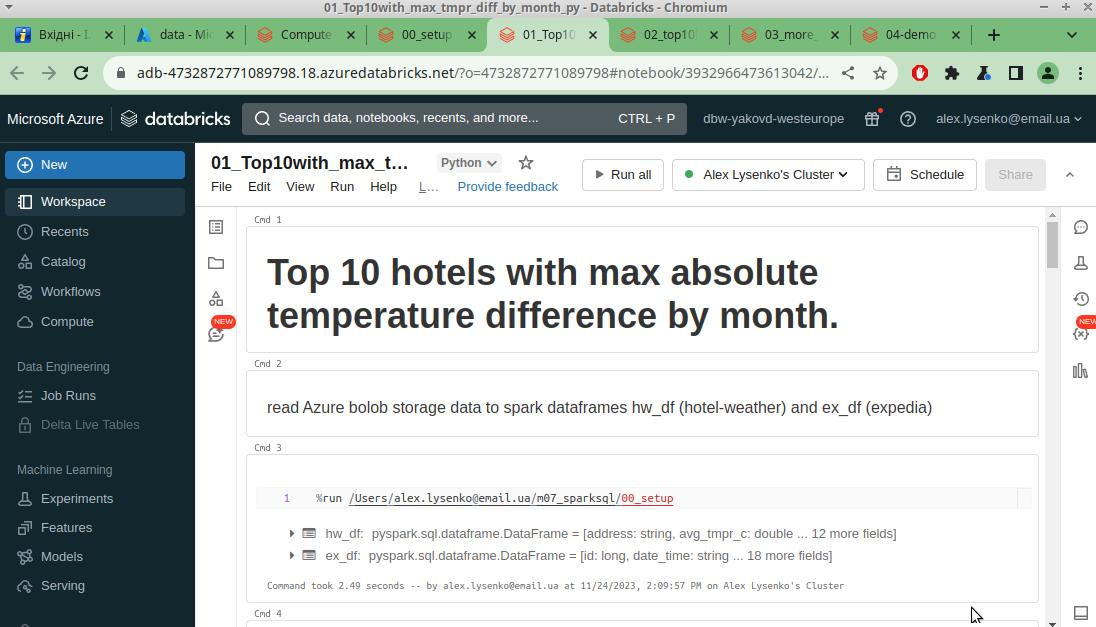 01_Top10with_max_tmpr_diff_by_month_py - Databricks - Chromium
Вхідні - І.
data - Mic
Compute
00_setup
01_Top10
02_top10
03_more_
04-demo
adb-4732872771089798.18.azuredatabricks.net/?o=4732872771089798#notebook/3932966473613042/...
Microsoft Azure
databricks
Search data, notebooks, recents, and more...
CTRL + P
dbw-yakovd-westeurope
alex.lysenko@email.ua
New
Workspace
Recents
Catalog
Workflows
Compute
Data Engineering
Job Runs
Delta Live Tables
Machine Learning
Experiments
Features
Models
Serving
01_Top10with_max_t...
Python
File
Edit
View
Run
Help
L...
Provide feedback
Run all
Alex Lysenko's Cluster
Schedule
Share
NEW
NEW
Cmd 1
Top 10 hotels with max absolute
temperature difference by month.
Cmd 2
read Azure bolob storage data to spark dataframes hw_df (hotel-weather) and ex_df (expedia)
Cmd 3
1 %run /Users/alex.lysenko@email.ua/m07_sparksql/00_setup
hw_df: pyspark.sql.dataframe.DataFrame = [address: string, avg_tmpr_c: double ... 12 more fields]
ex_df: pyspark.sql.dataframe.DataFrame = [id: long, date_time: string ... 18 more fields]
Command took 2.49 seconds -- by alex.lysenko@email.ua at 11/24/2023, 2:09:57 PM on Alex Lysenko's Cluster
Cmd 4